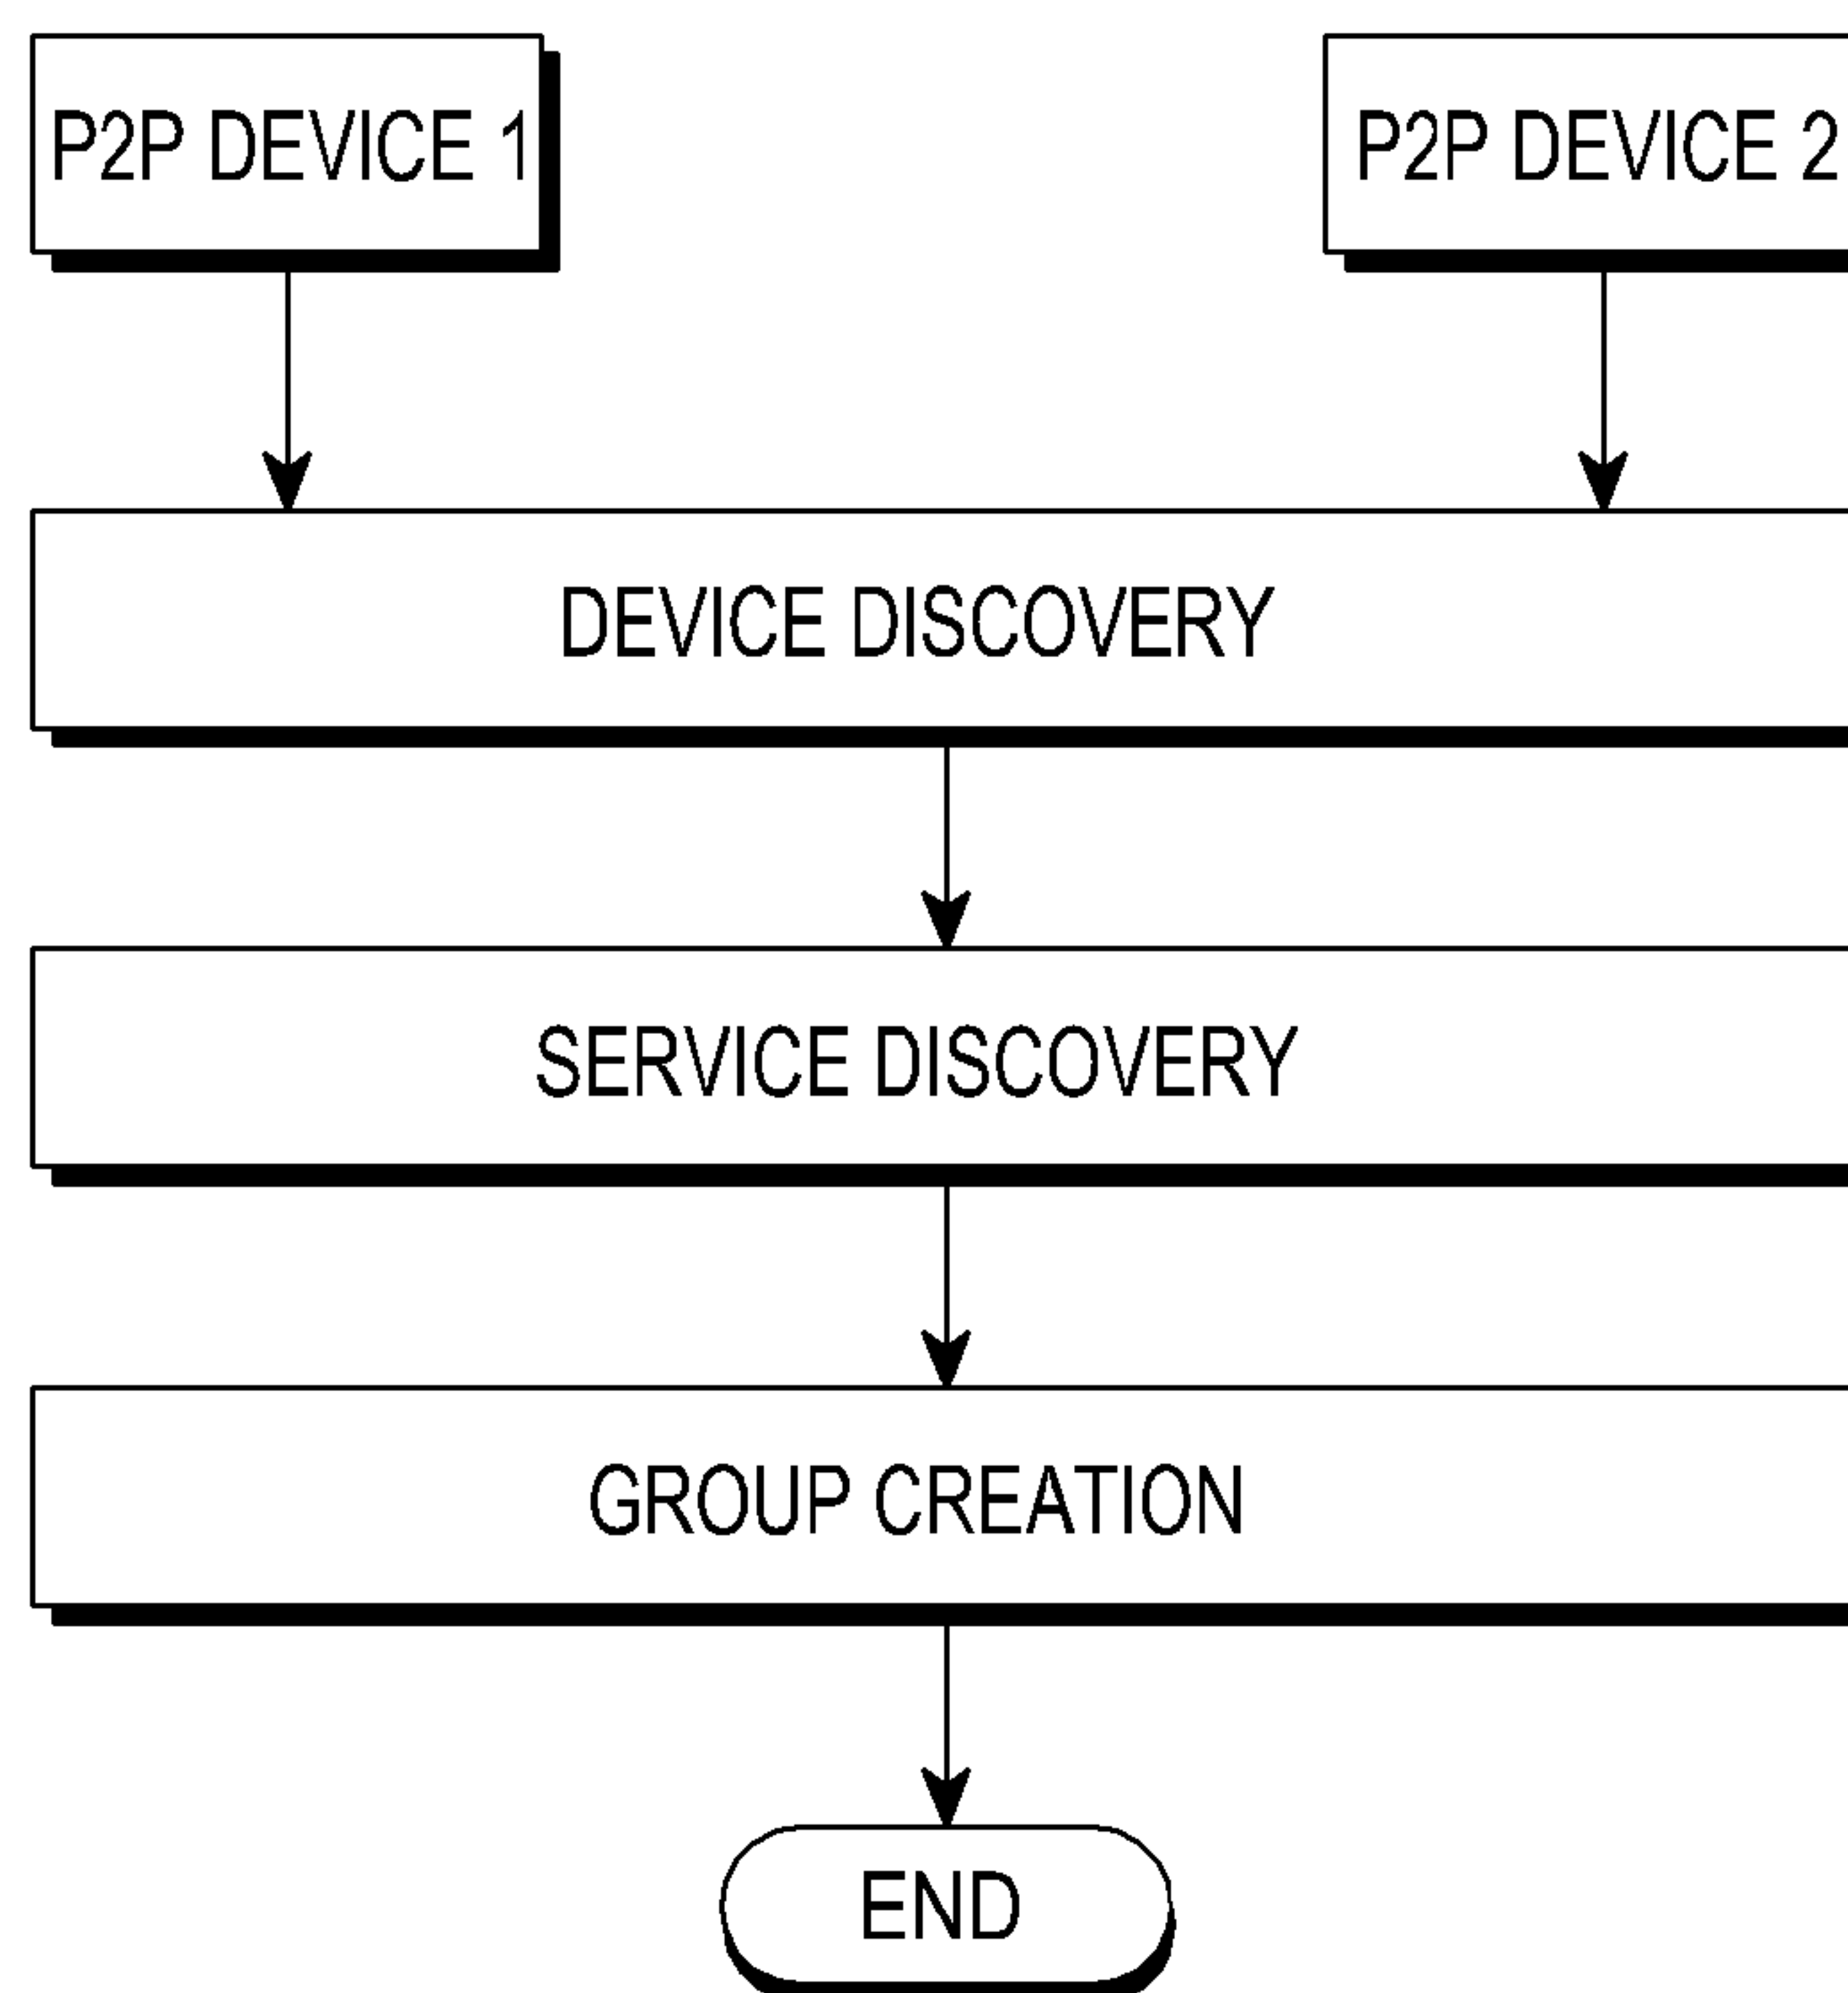 P2P DEVICE 1
P2P DEVICE 2
DEVICE DISCOVERY
SERVICE DISCOVERY
GROUP CREATION
END